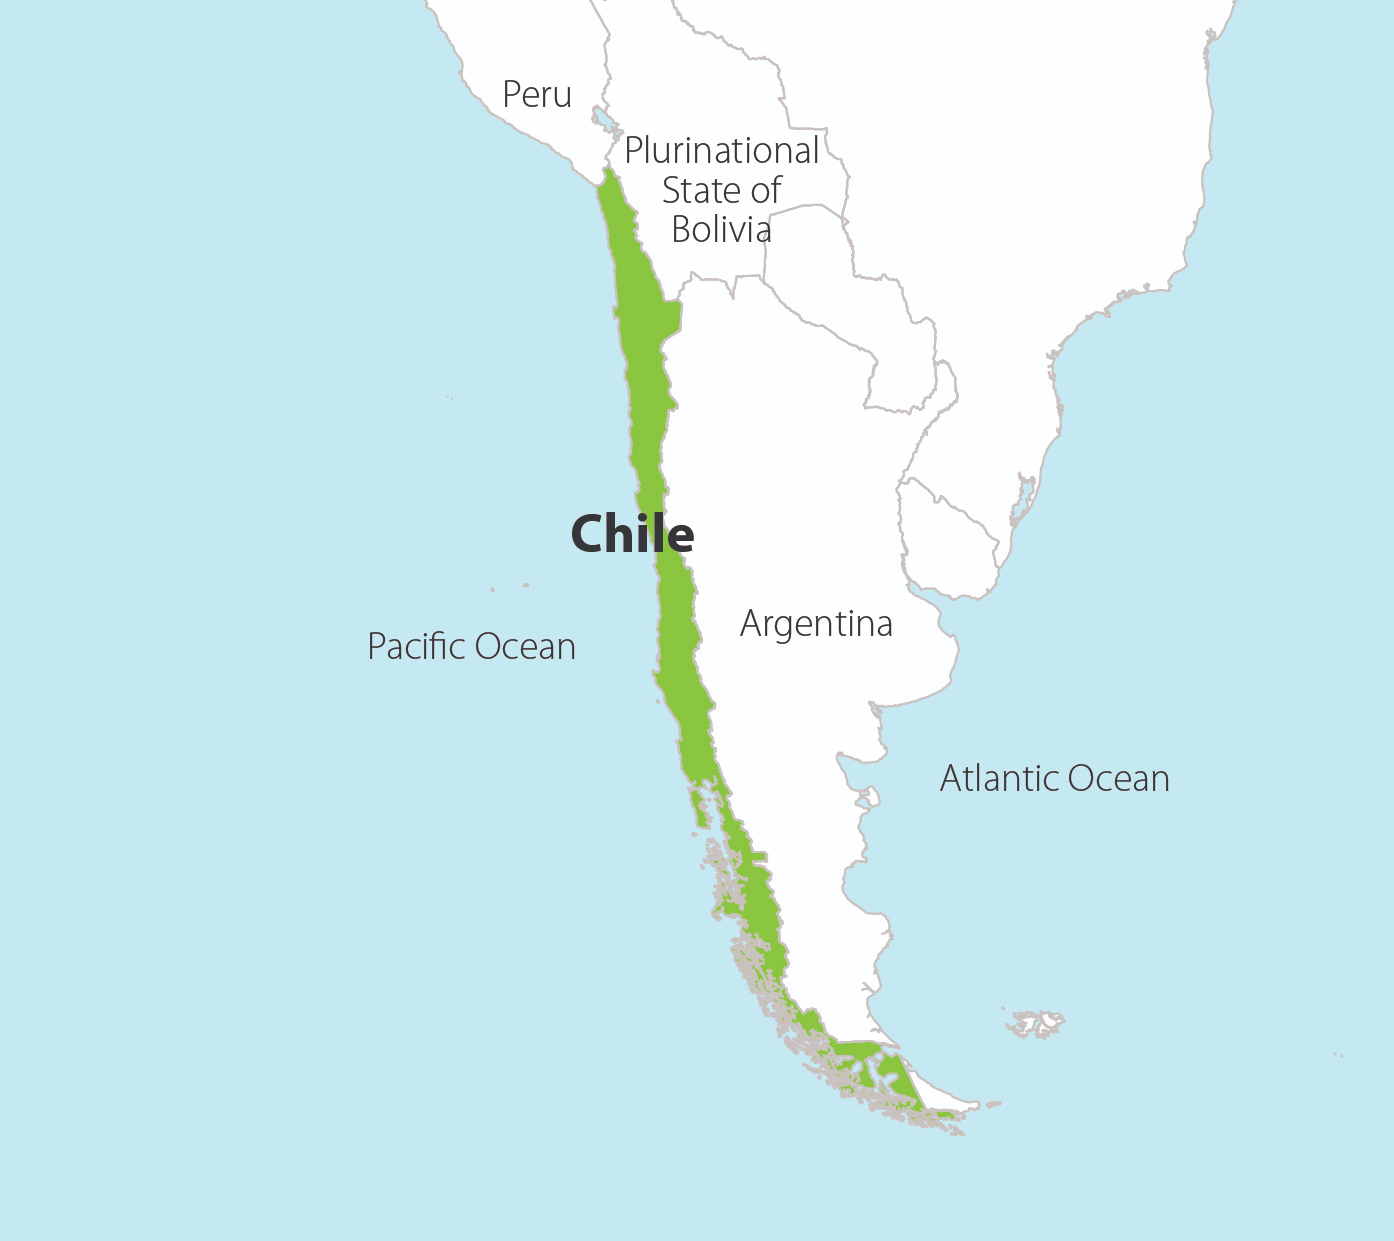 Peru
Plurinational
State of
Bolivia
Chile
Argentina
Pacific Ocean
Atlantic Ocean